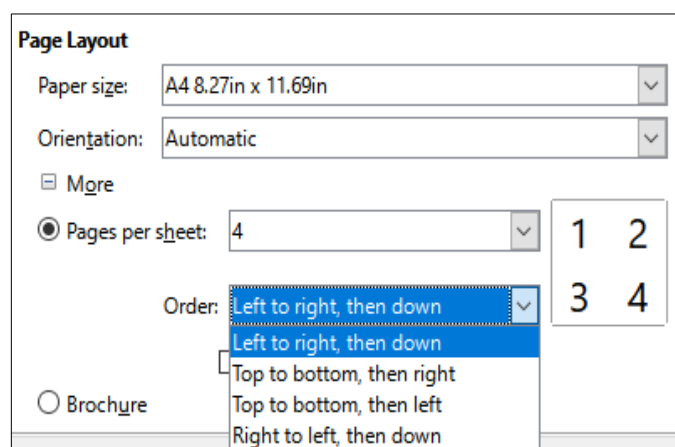 Page Layout
Paper size: A4 8.27in x 11.69in
Orientation: Automatic
More
Pages per sheet: 4
1 2
3 4
Order: Left to right, then down
Left to right, then down
Top to bottom, then right
Top to bottom, then left
Brochure
Right to left, then down